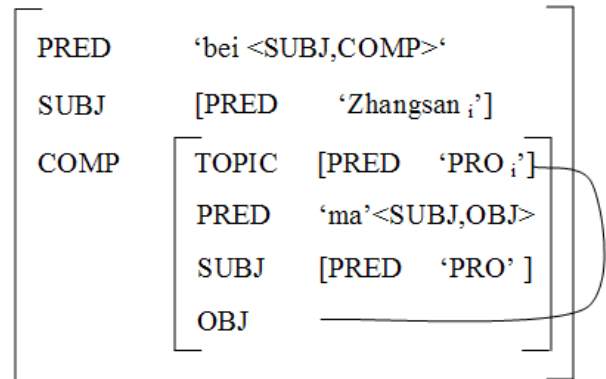 PRED ‘bei <SUBJ,COMP>‘
SUBJ [PRED ‘Zhangsan i’]
COMP TOPIC [PRED ‘PRO i’]
PRED ‘ma’<SUBJ,OBJ>
SUBJ [PRED ‘PRO’ ]
OBJ